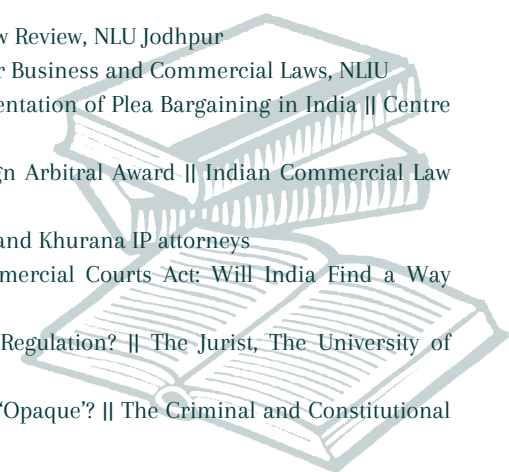 w Review, NLU Jodhpur
r Business and Commercial Laws, NLIU
entation of Plea Bargaining in India || Centre
gn Arbitral Award || Indian Commercial Law
and Khurana IP attorneys
mercial Courts Act: Will India Find a Way
Regulation? || The Jurist, The University of
‘Opaque’? || The Criminal and Constitutional